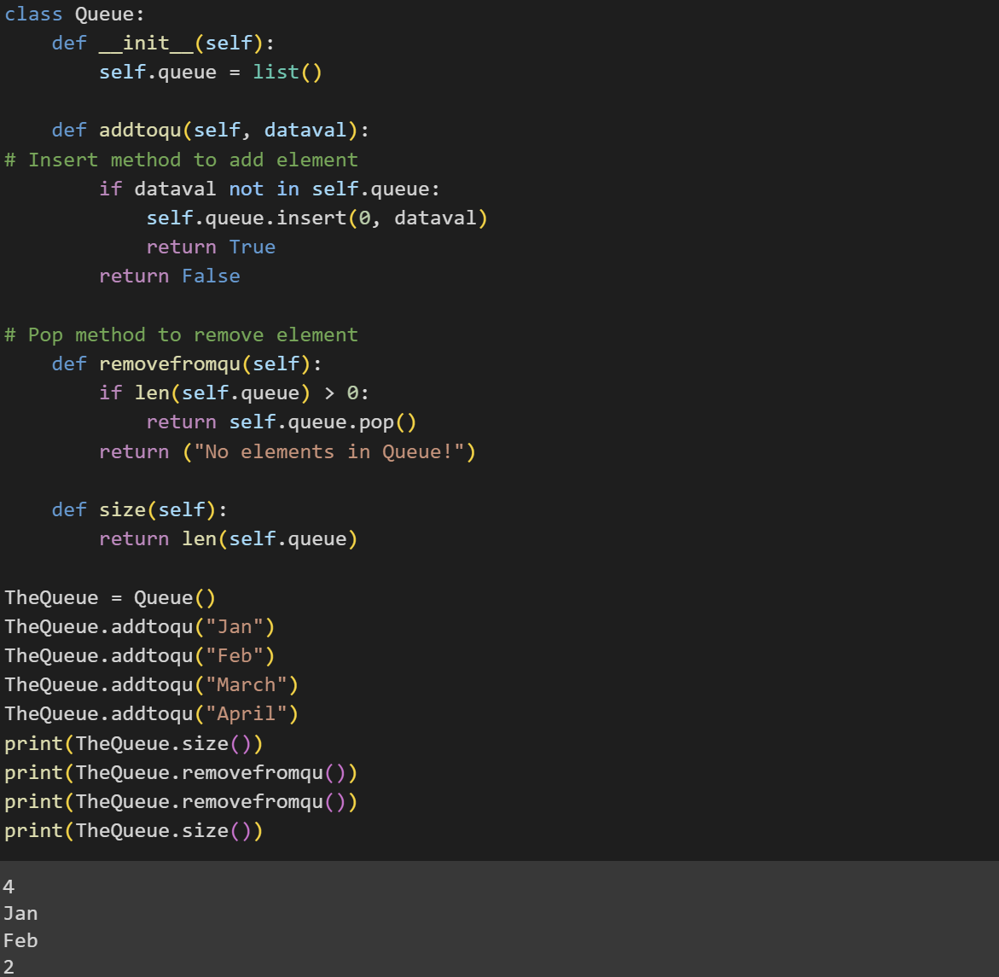 class Queue:
    def __init__(self):
        self.queue = list()

    def addtoqu(self, dataval):
# Insert method to add element
        if dataval not in self.queue:
            self.queue.insert(0, dataval)
            return True
        return False

# Pop method to remove element
    def removefromqu(self):
        if len(self.queue) > 0:
            return self.queue.pop()
        return ("No elements in Queue!")

    def size(self):
        return len(self.queue)

TheQueue = Queue()
TheQueue.addtoqu("Jan")
TheQueue.addtoqu("Feb")
TheQueue.addtoqu("March")
TheQueue.addtoqu("April")
print(TheQueue.size())
print(TheQueue.removefromqu())
print(TheQueue.removefromqu())
print(TheQueue.size())

4
Jan
Feb
2